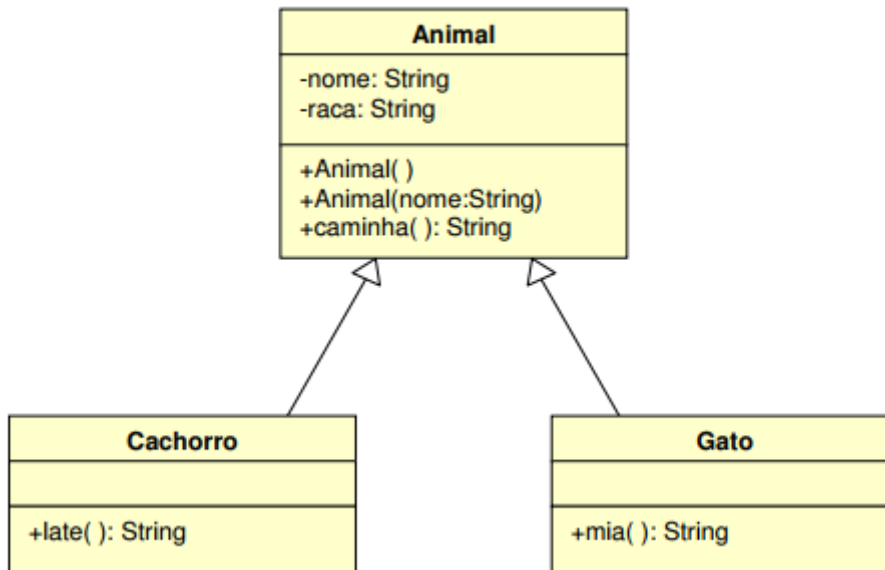 Animal
-nome: String
-raca: String
+Animal( )
+Animal(nome:String)
+caminha( ): String
Cachorro
+late( ): String
Gato
+mia( ): String